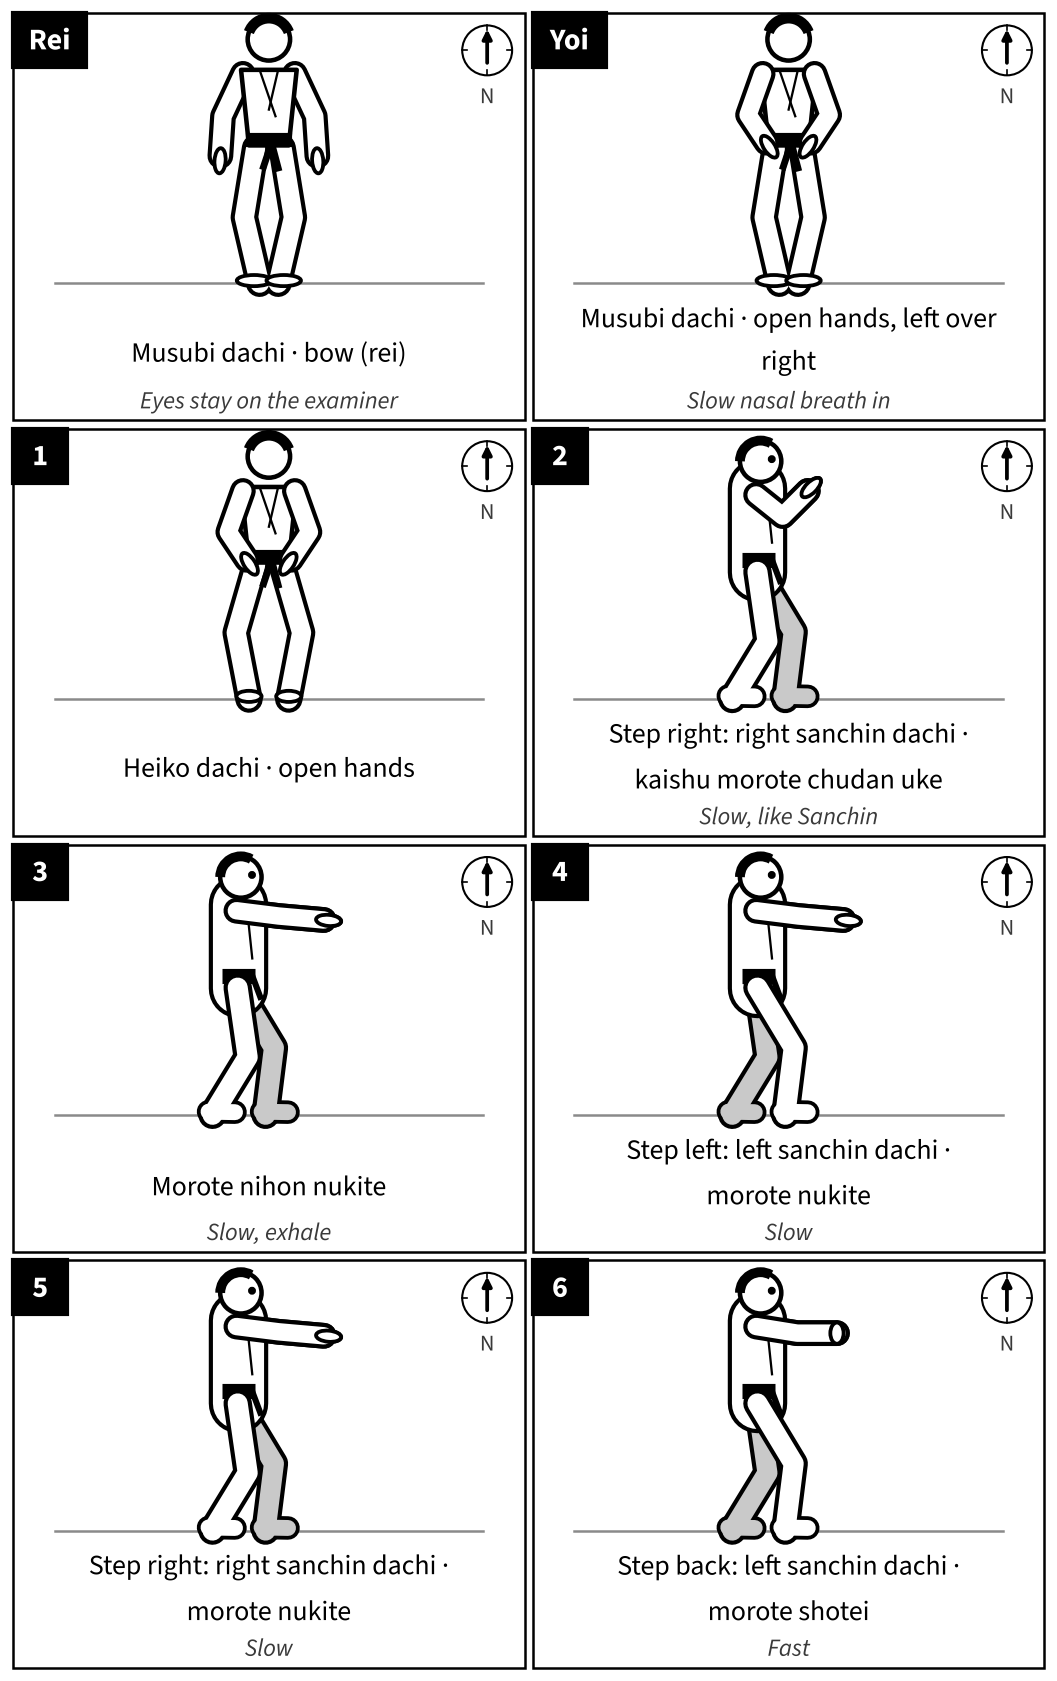 Rei
N
Musubi dachi · bow (rei)
Eyes stay on the examiner
Yoi
N
Musubi dachi · open hands, left over
right
Slow nasal breath in
1
N
Heiko dachi · open hands
2
N
Step right: right sanchin dachi ·
kaishu morote chudan uke
Slow, like Sanchin
3
N
Morote nihon nukite
Slow, exhale
4
N
Step left: left sanchin dachi ·
morote nukite
Slow
5
N
Step right: right sanchin dachi ·
morote nukite
Slow
6
N
Step back: left sanchin dachi ·
morote shotei
Fast